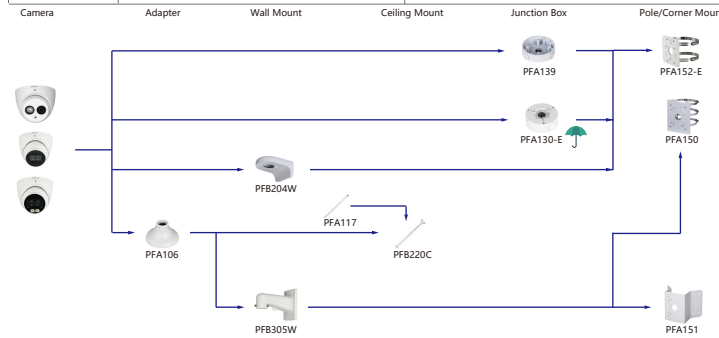 Camera Adapter Wall Mount Ceiling Mount Junction Box Pole/Corner Moun
PFA139 PFA152-E
PFA130-E PFA150
PFB204W
PFA117
PFA106 PFB220C
PFB305W PFA151